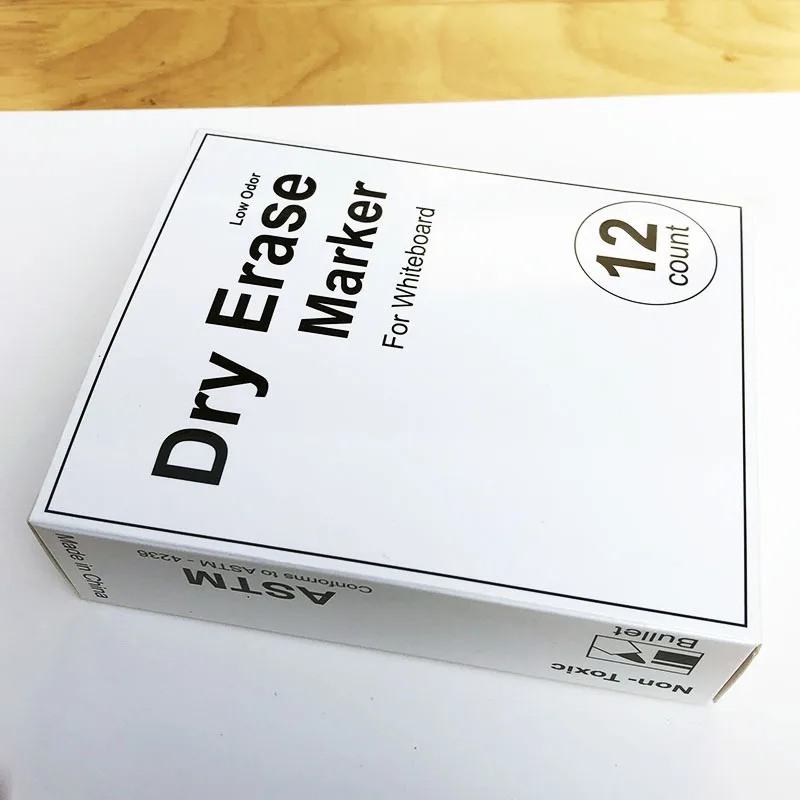 Low Odor
Dry Erase
Marker
For Whiteboard
12
count
Made in China
ASTM
Conforms to ASTM - 4236
Bullet
Non- Toxic